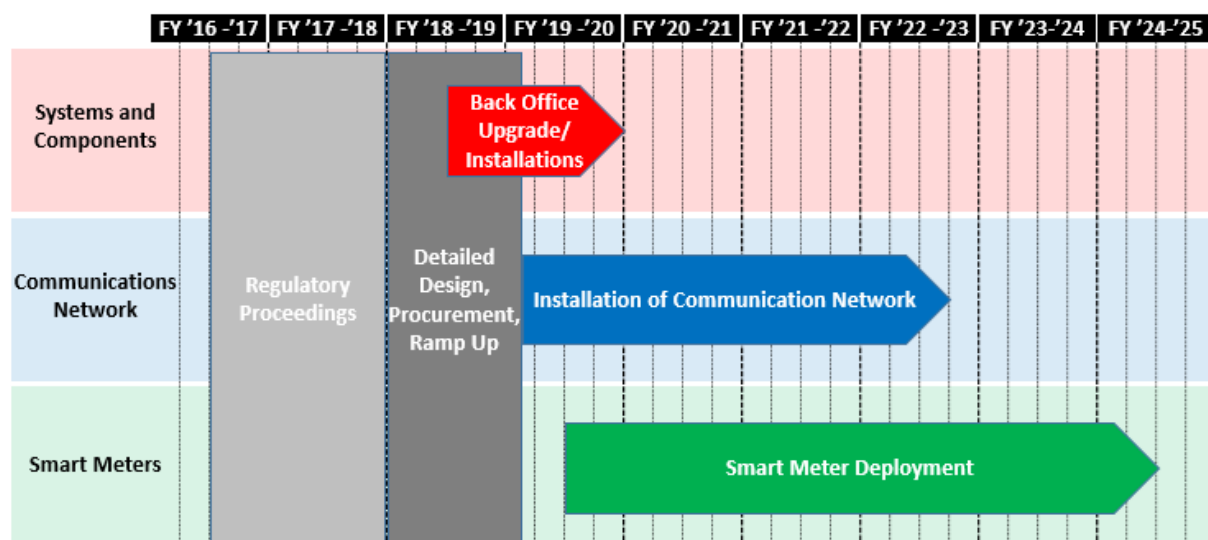 FY ’16 -’17 FY ’17 -’18 FY ’18 -’19 FY ’19 -’20 FY ’20 -’21 FY ’21 -’22 FY ’22 -’23 FY ’23-’24 FY ’24-’25
Systems and
Components
Back Office
Upgrade/
Installations
Communications
Network
Regulatory
Proceedings
Detailed
Design,
Procurement,
Ramp Up
Installation of Communication Network
Smart Meters
Smart Meter Deployment